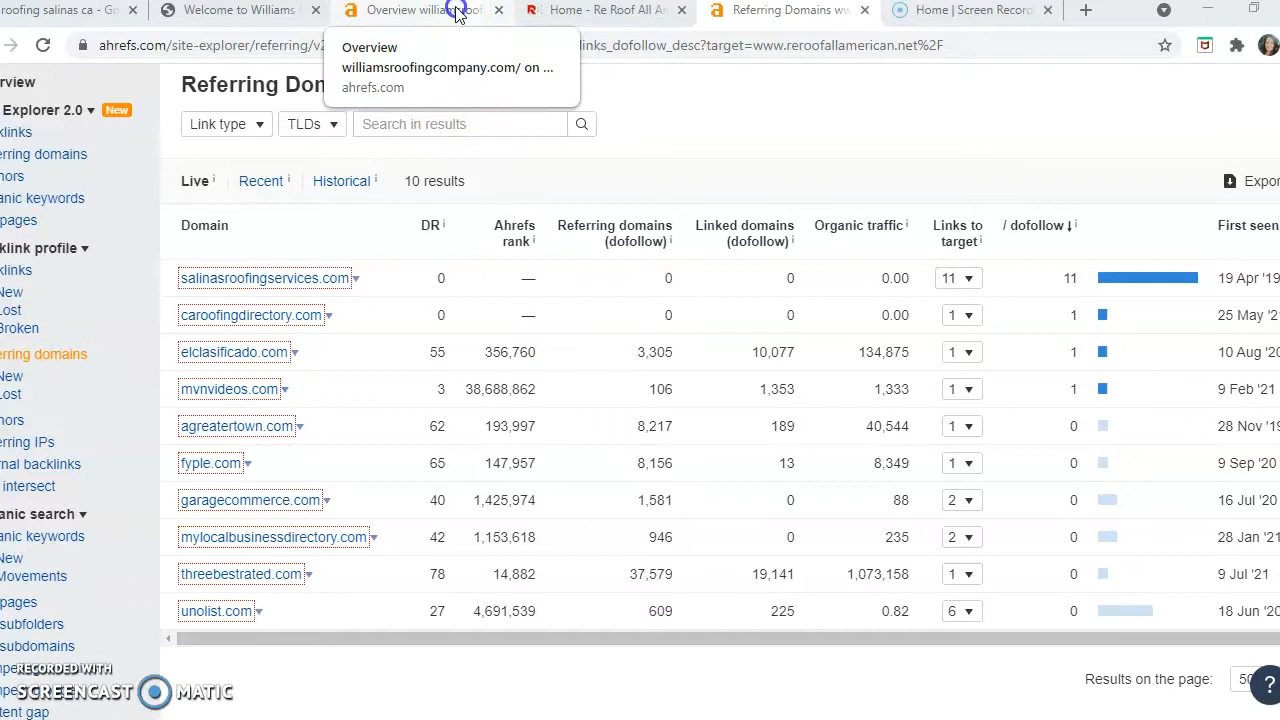 roofing salinas ca - Go
Welcome to Williams
Overview williamsroof
Home - Re Roof All A
Referring Domains ww
Home | Screen Record
ahrefs.com/site-explorer/referring/v2
links_dofollow_desc?target=www.reroofallamerican.net%2F
Overview
williamsroofingcompany.com/ on ...
ahrefs.com
rview
Explorer 2.0 New
klinks
erring domains
hors
anic keywords
pages
klink profile
klinks
New
Lost
Broken
erring domains
New
Lost
hors
erring IPs
rnal backlinks
intersect
anic search
anic keywords
New
Movements
pages
subfolders
subdomains
Referring Dom
Link type TLDs Search in results
Live i Recent i Historical i 10 results Expor
Domain DR i Ahrefs rank i Referring domains (dofollow) i Linked domains (dofollow) i Organic traffic i Links to target i / dofollow ↓ i First seen
salinasroofingservices.com 0 — 0 0 0.00 11 11 19 Apr '19
caroofingdirectory.com 0 — 0 0 0.00 1 1 25 May '2
elclasificado.com 55 356,760 3,305 10,077 134,875 1 1 10 Aug '20
mvnvideos.com 3 38,688,862 106 1,353 1,333 1 1 9 Feb '21
agreatertown.com 62 193,997 8,217 189 40,544 1 0 28 Nov '19
fyple.com 65 147,957 8,156 13 8,349 1 0 9 Sep '20
garagecommerce.com 40 1,425,974 1,581 0 88 2 0 16 Jul '20
mylocalbusinessdirectory.com 42 1,153,618 946 0 235 2 0 28 Jan '21
threebestrated.com 78 14,882 37,579 19,141 1,073,158 1 0 9 Jul '21
unolist.com 27 4,691,539 609 225 0.82 6 0 18 Jun '20
Results on the page: 50
?
RECORDED WITH
SCREENCAST MATIC
ent gap